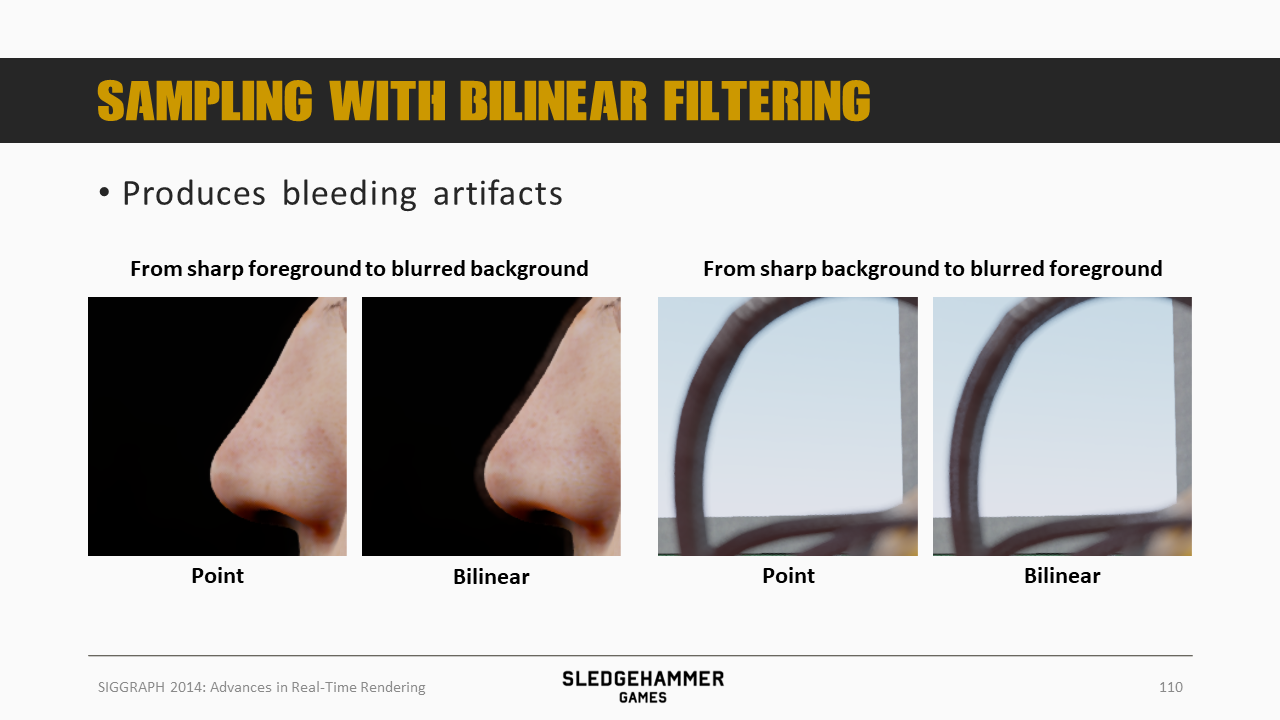 SAMPLING WITH BILINEAR FILTERING
• Produces bleeding artifacts
From sharp foreground to blurred background
From sharp background to blurred foreground
Point
Bilinear
Point
Bilinear
SIGGRAPH 2014: Advances in Real-Time Rendering
SLEDGEHAMMER
GAMES
110